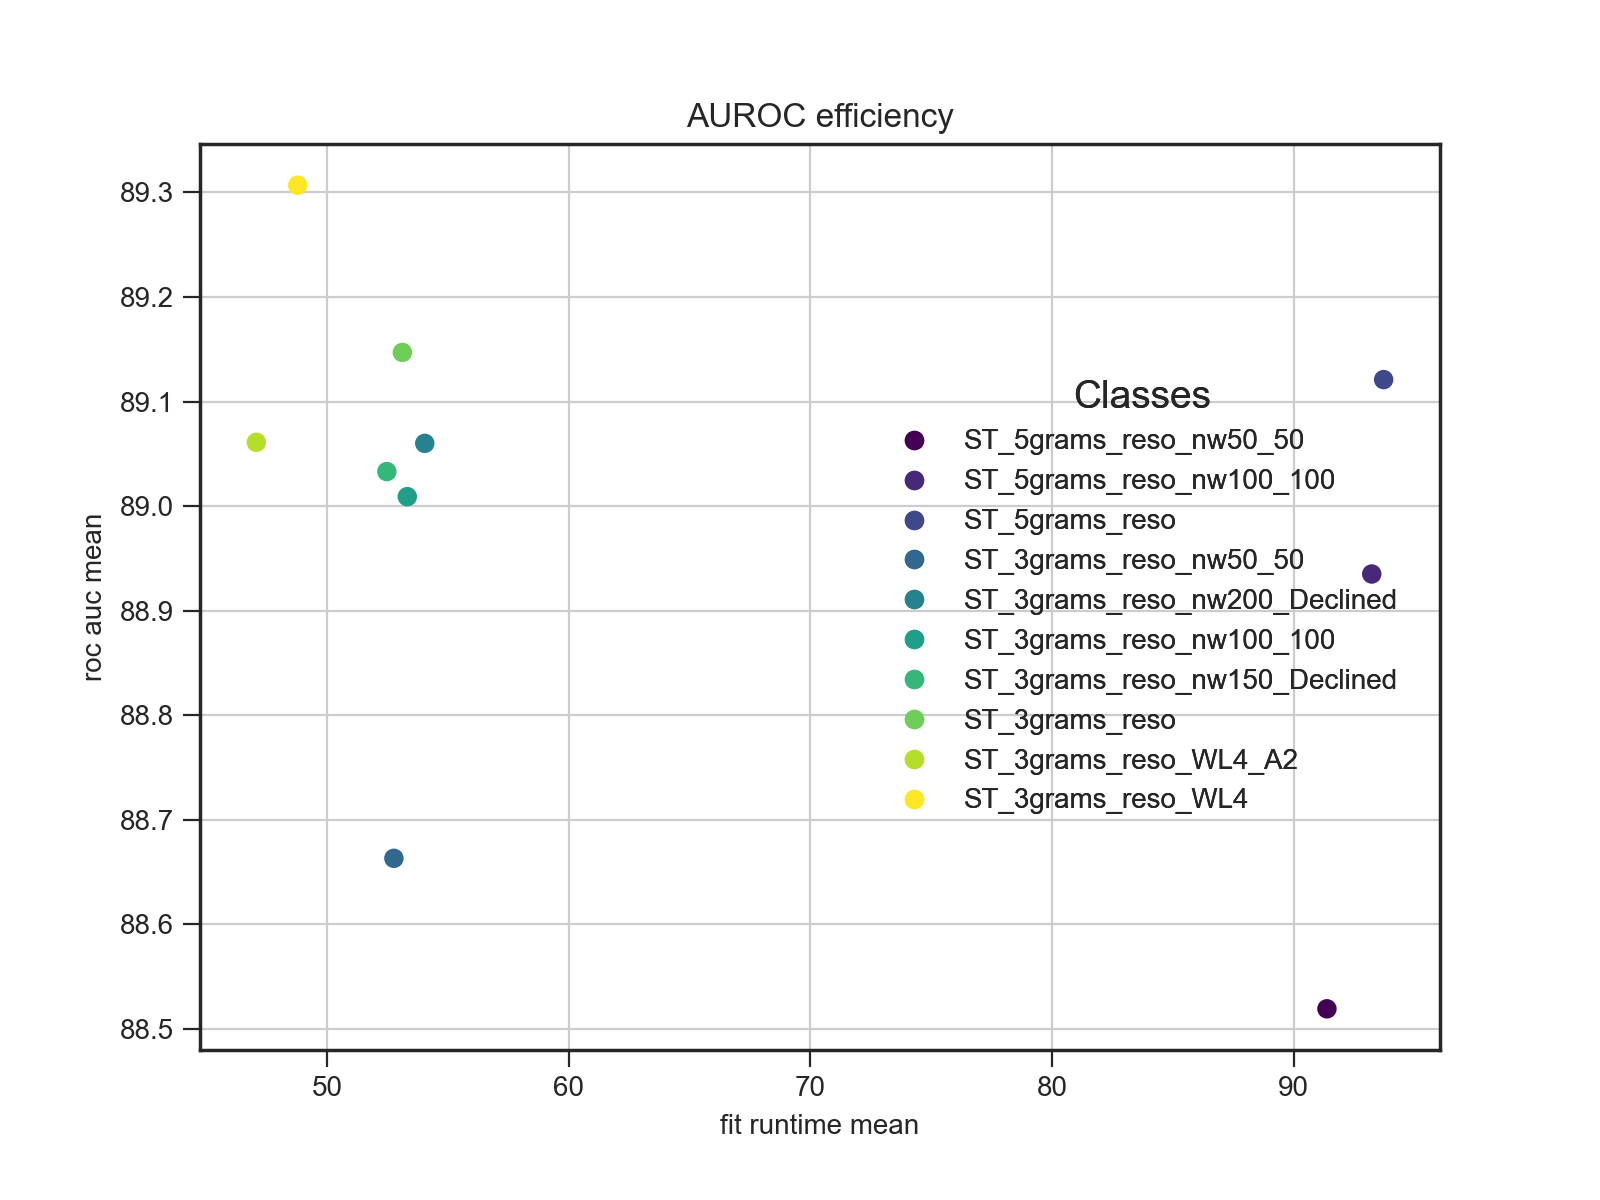 AUROC efficiency
89.3
89.2
89.1
89.0
88.9
88.8
88.7
88.6
88.5
roc auc mean
Classes
ST_5grams_reso_nw50_50
ST_5grams_reso_nw100_100
ST_5grams_reso
ST_3grams_reso_nw50_50
ST_3grams_reso_nw200_Declined
ST_3grams_reso_nw100_100
ST_3grams_reso_nw150_Declined
ST_3grams_reso
ST_3grams_reso_WL4_A2
ST_3grams_reso_WL4
50 60 70 80 90
fit runtime mean